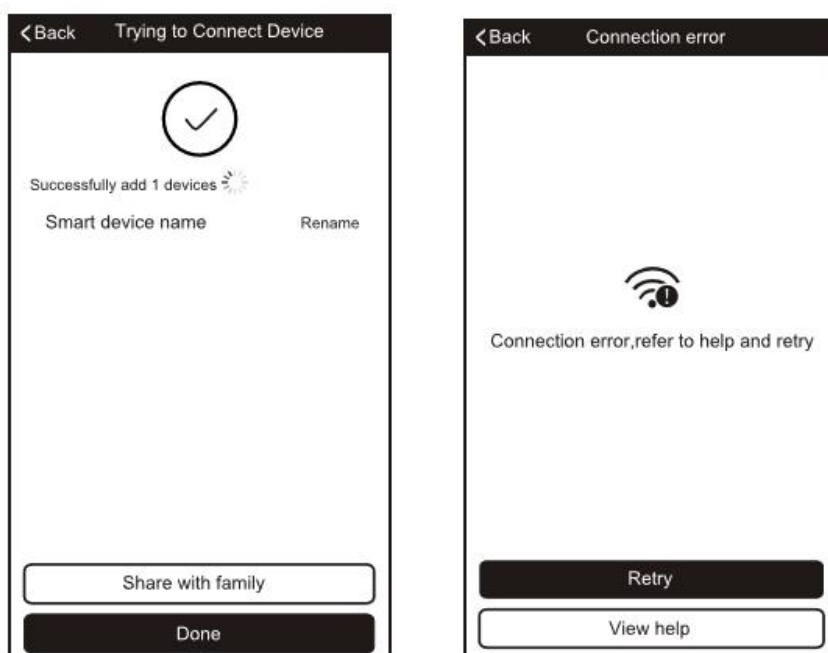 Back Trying to Connect Device
Successfully add 1 devices
Smart device name Rename
Share with family
Done
Back Connection error
Connection error,refer to help and retry
Retry
View help